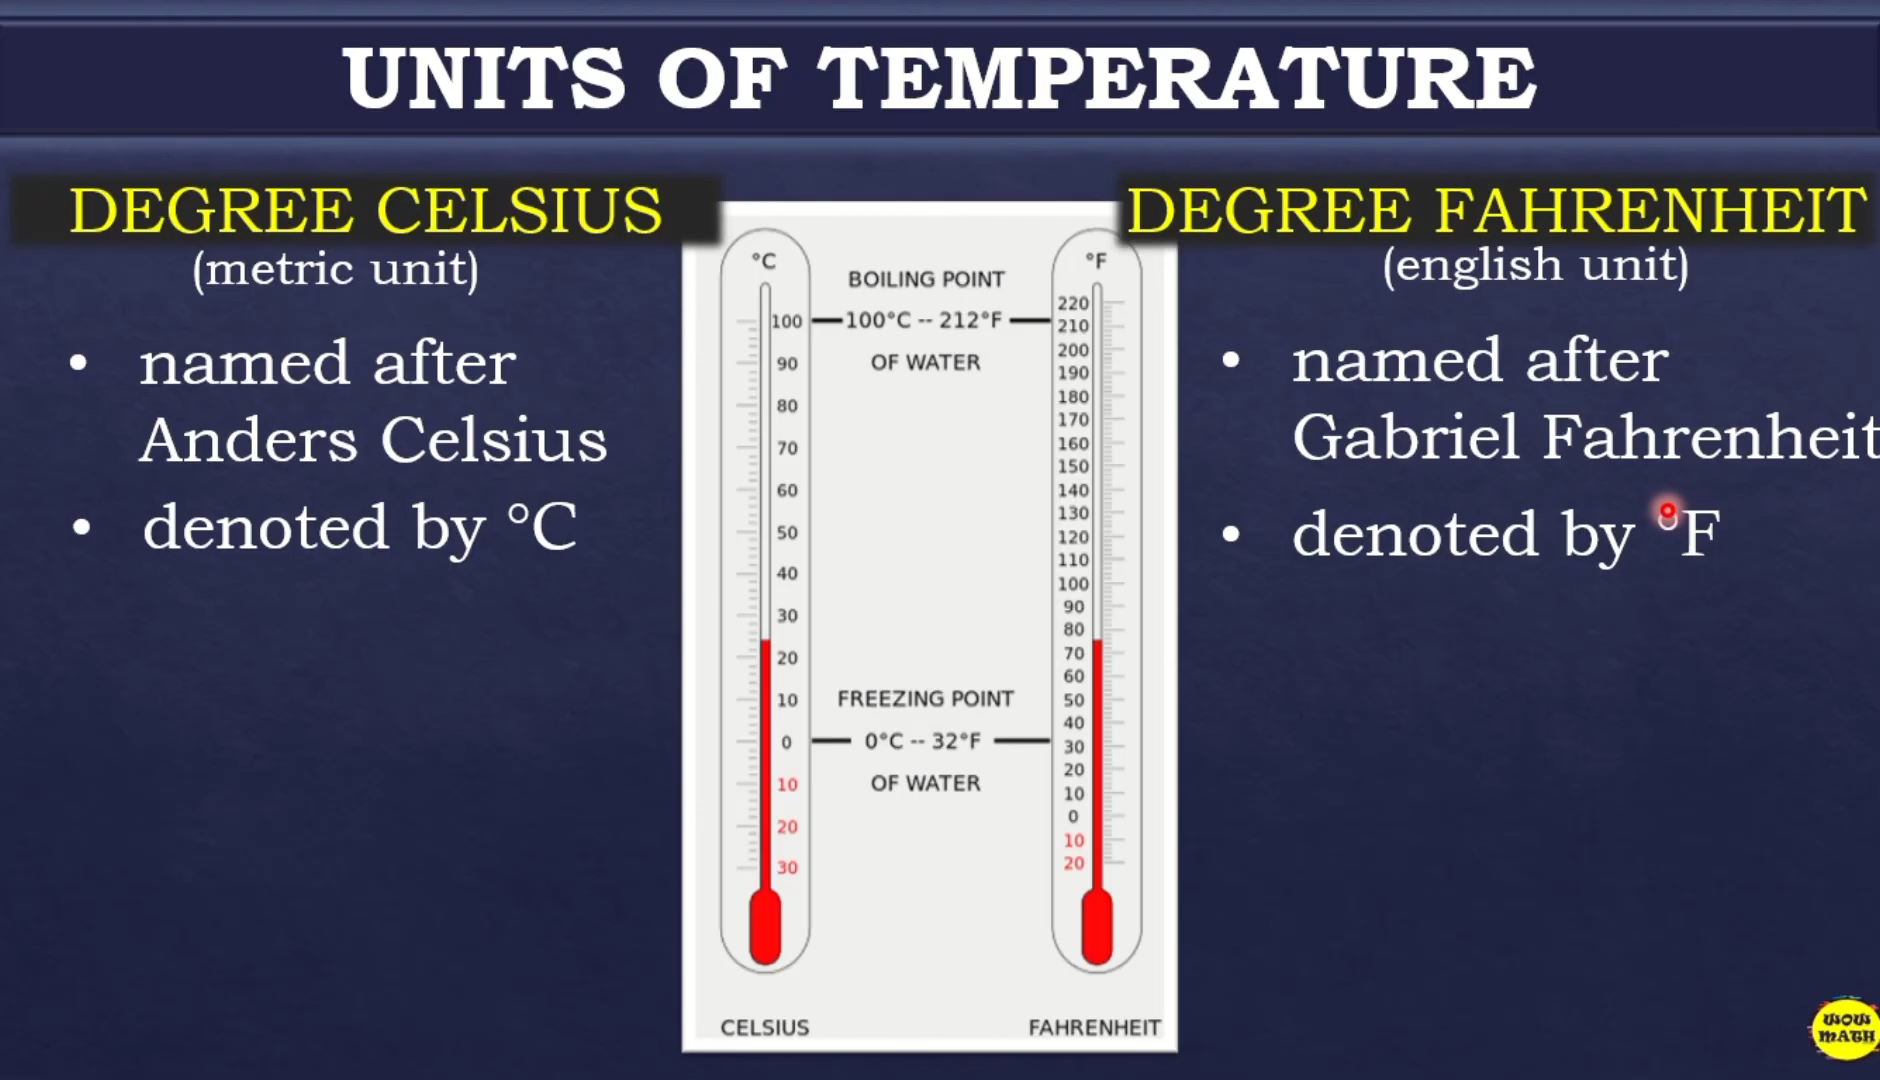 UNITS OF TEMPERATURE
DEGREE CELSIUS
(metric unit)
• named after
Anders Celsius
• denoted by °C
°C
100
90
80
70
60
50
40
30
20
10
0
10
20
30
CELSIUS
BOILING POINT
100°C -- 212°F
OF WATER
FREEZING POINT
0°C -- 32°F
OF WATER
°F
220
210
200
190
180
170
160
150
140
130
120
110
100
90
80
70
60
50
40
30
20
10
0
10
20
FAHRENHEIT
DEGREE FAHRENHEIT
(english unit)
• named after
Gabriel Fahrenheit
• denoted by °F
WOW
MATH